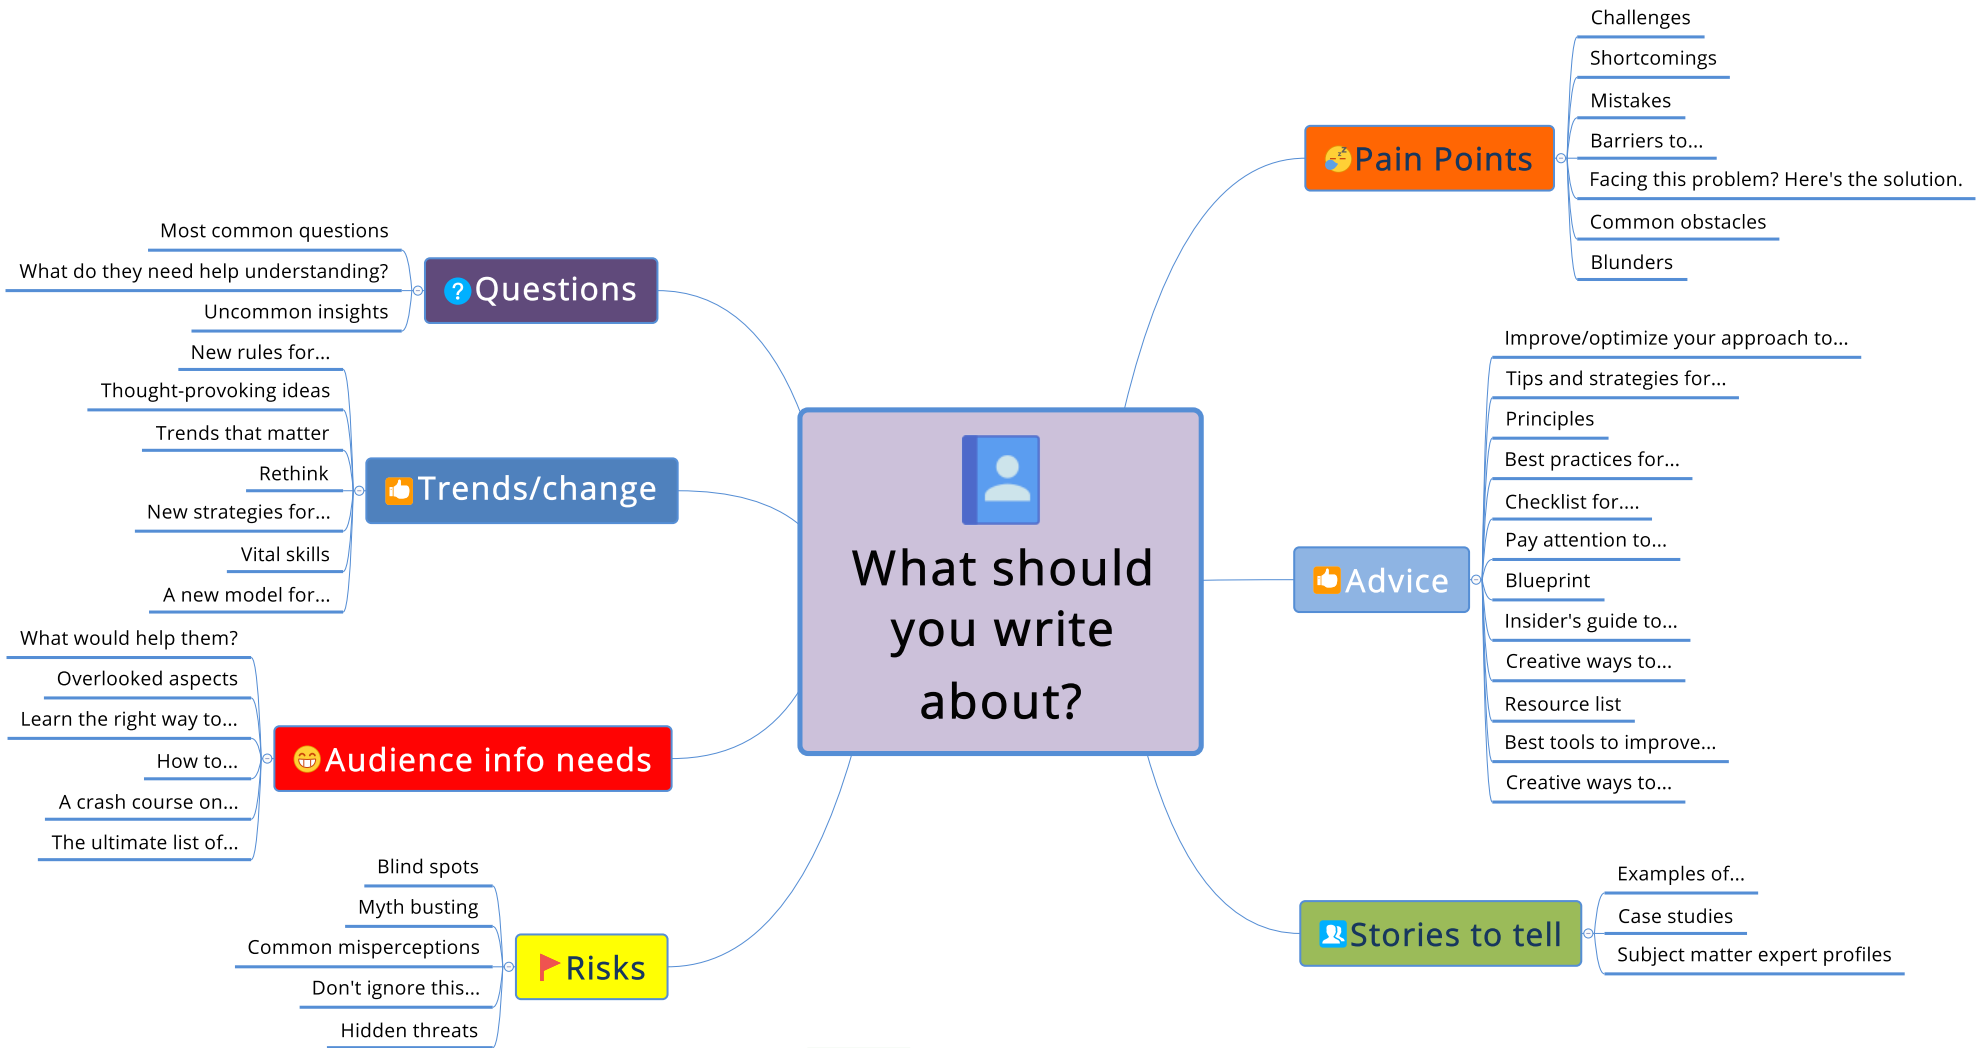 What should
you write
about?
Pain Points
Challenges
Shortcomings
Mistakes
Barriers to...
Facing this problem? Here's the solution.
Common obstacles
Blunders
Advice
Improve/optimize your approach to...
Tips and strategies for...
Principles
Best practices for...
Checklist for....
Pay attention to...
Blueprint
Insider's guide to...
Creative ways to...
Resource list
Best tools to improve...
Creative ways to...
Stories to tell
Examples of...
Case studies
Subject matter expert profiles
Questions
Most common questions
What do they need help understanding?
Uncommon insights
Trends/change
New rules for...
Thought-provoking ideas
Trends that matter
Rethink
New strategies for...
Vital skills
A new model for...
Audience info needs
What would help them?
Overlooked aspects
Learn the right way to...
How to...
A crash course on...
The ultimate list of...
Risks
Blind spots
Myth busting
Common misperceptions
Don't ignore this...
Hidden threats